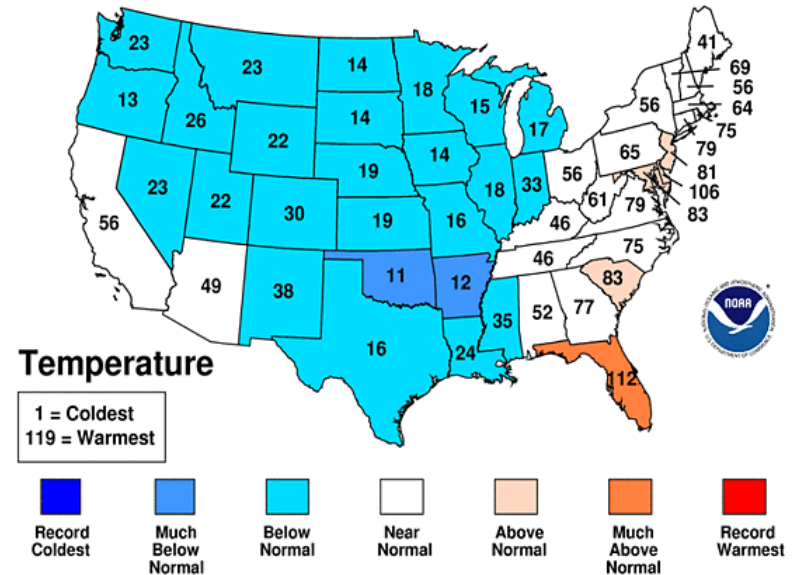 23
23
14
18
15
17
41
69
56
64
75
79
81
106
83
56
65
13
26
22
14
19
14
18
33
56
61
79
23
22
30
19
16
46
56
49
38
11
12
46
75
83
16
24
35
52
77
112
NOAA
Temperature
1 = Coldest
119 = Warmest
Record
Coldest
Much
Below
Normal
Below
Normal
Near
Normal
Above
Normal
Much
Above
Normal
Record
Warmest